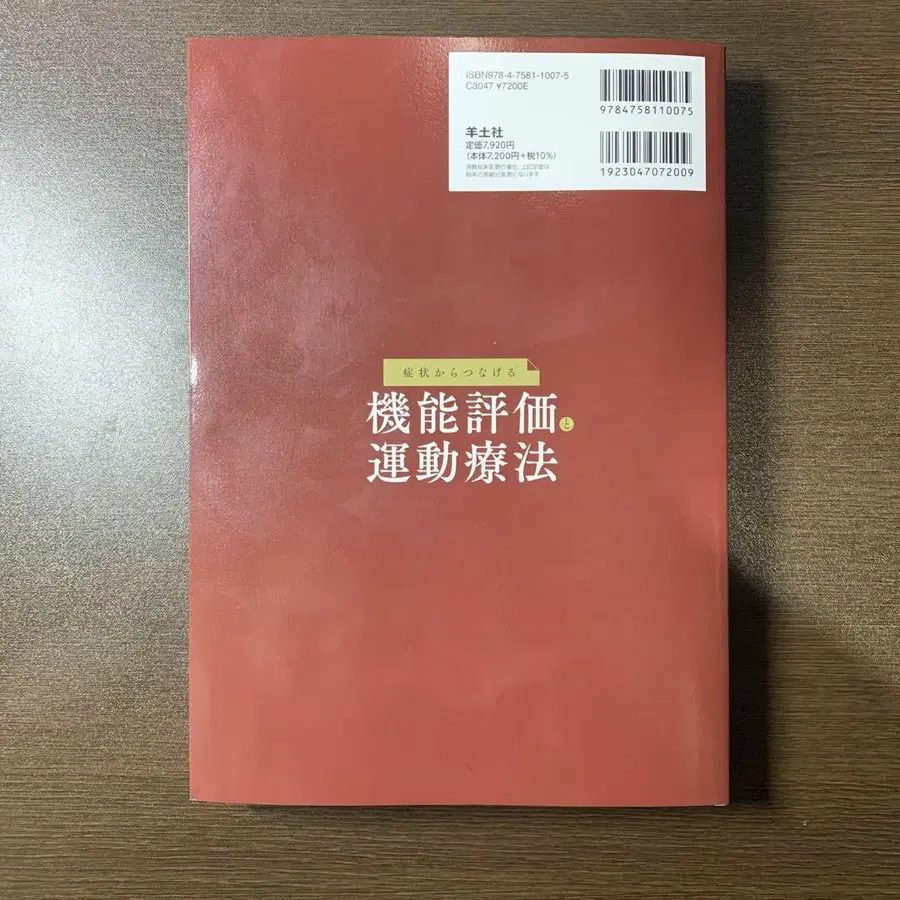 ISBN978-4-7581-1007-5
C3047 ¥7200E
9784758110075
羊土社
定価7,920円
(本体7,200円+税10%)
1923047072009
症状からつなげる
機能評価と
運動療法